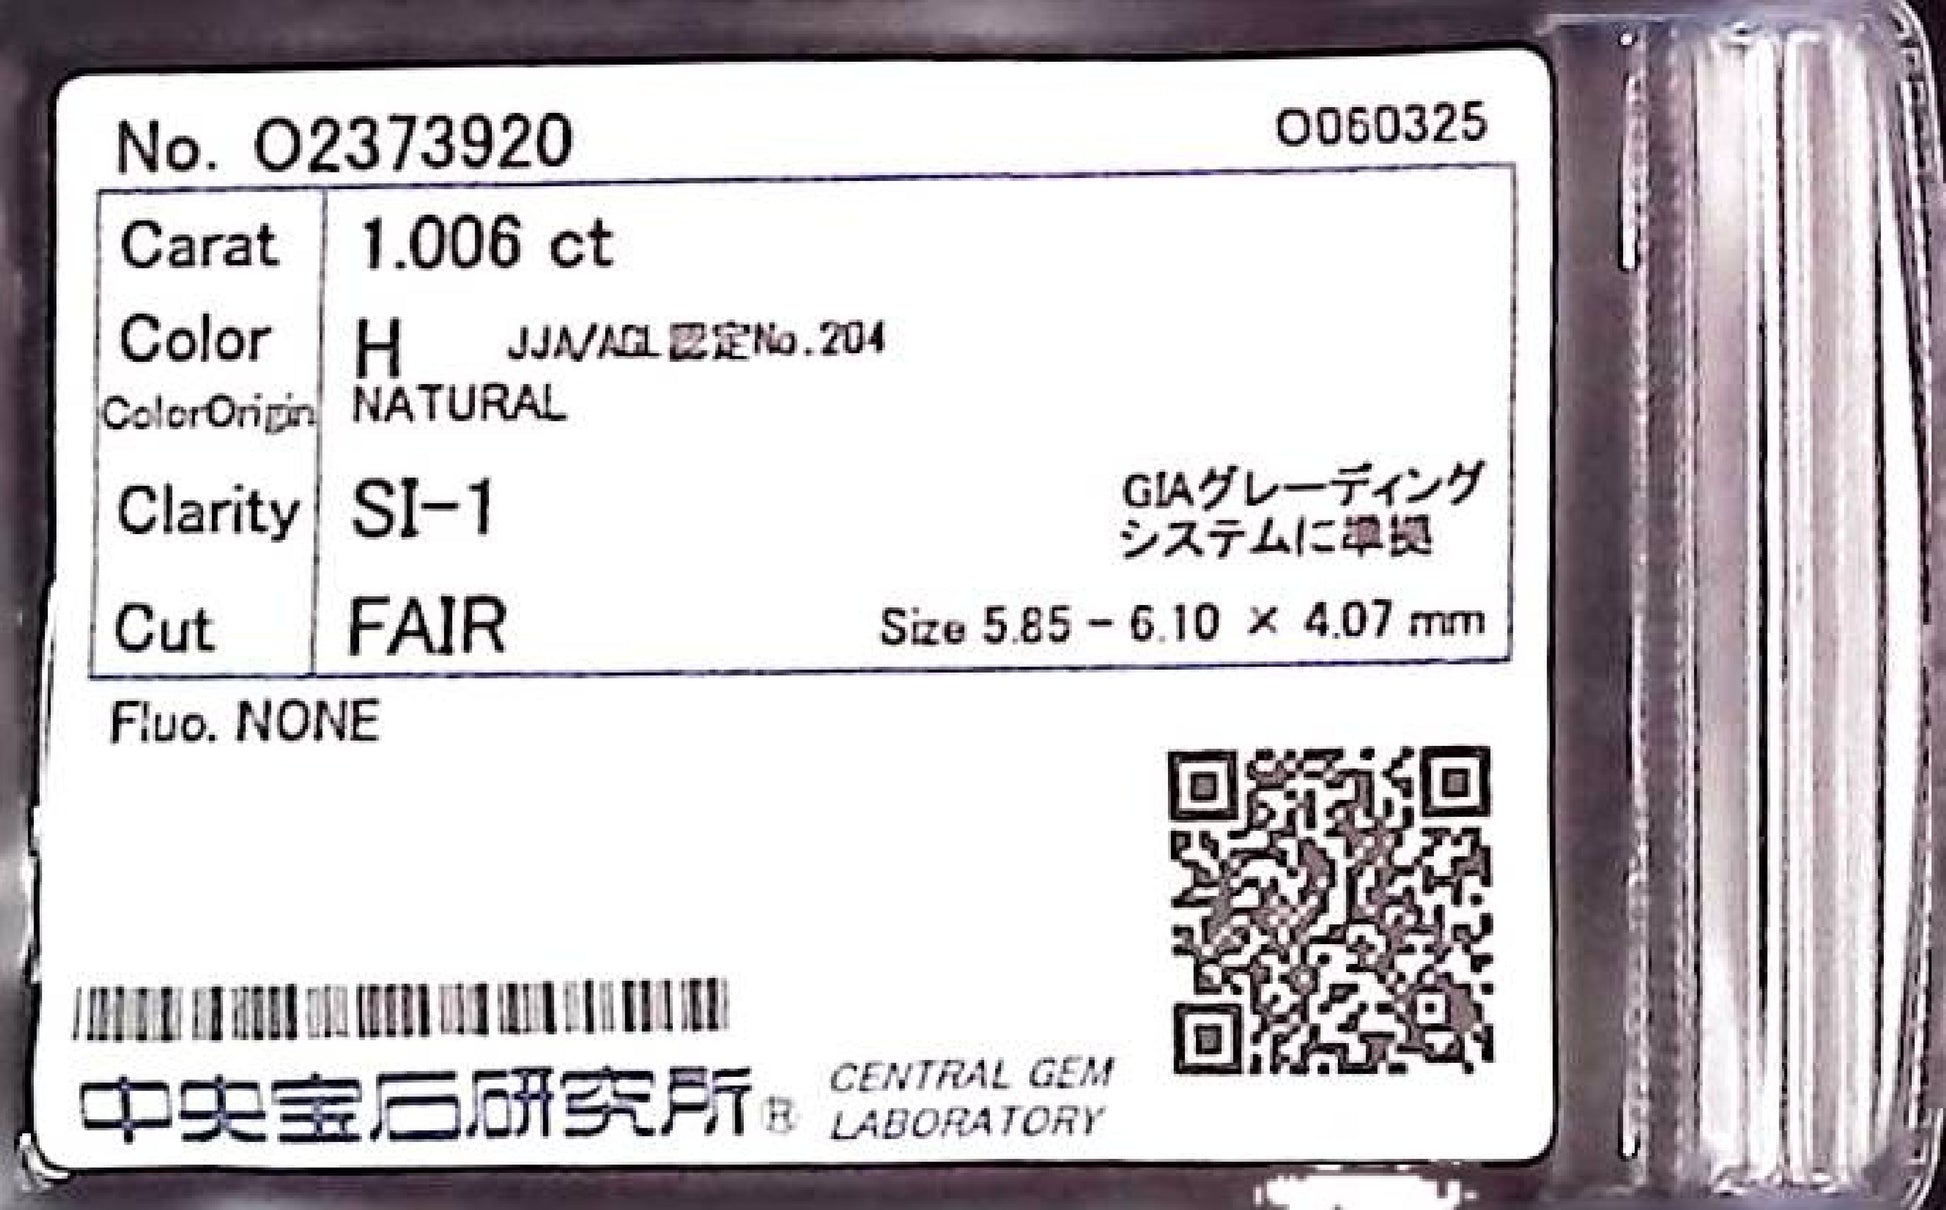 No. O2373920 O060325
Carat 1.006 ct
Color H JJA/AGL認定No.204
ColorOrigin NATURAL
Clarity SI-1
GIAグレーディング
システムに準拠
Cut FAIR Size 5.85 - 6.10 × 4.07 mm
Fluo. NONE
中央宝石研究所® CENTRAL GEM
LABORATORY